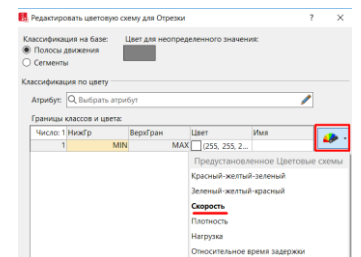 Редактировать цветовую схему для Отрезки ? ×
Классификация на базе: Цвет для неопределенного значения:
Полосы движения
Сегменты
Классификация по цвету
Атрибут: Выбрать атрибут
Границы классов и цвета:
Число: 1 НижГр ВерхГран Цвет Имя
1 MIN MAX (255, 255, 2...
Предустановленное Цветовые схемы
Красный-желтый-зеленый
Зеленый-желтый-красный
Скорость
Плотность
Нагрузка
Относительное время задержки